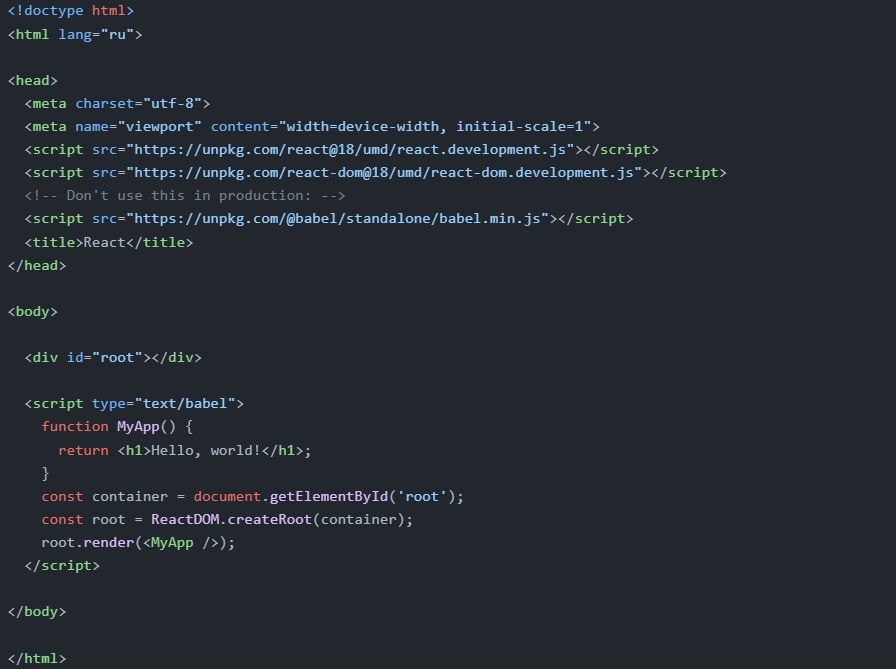 <!doctype html>
<html lang="ru">
<head>
<meta charset="utf-8">
<meta name="viewport" content="width=device-width, initial-scale=1">
<script src="https://unpkg.com/react@18/umd/react.development.js"></script>
<script src="https://unpkg.com/react-dom@18/umd/react-dom.development.js"></script>
<!-- Don't use this in production: -->
<script src="https://unpkg.com/@babel/standalone/babel.min.js"></script>
<title>React</title>
</head>
<body>
<div id="root"></div>
<script type="text/babel">
function MyApp() {
return <h1>Hello, world!</h1>;
}
const container = document.getElementById('root');
const root = ReactDOM.createRoot(container);
root.render(<MyApp />);
</script>
</body>
</html>